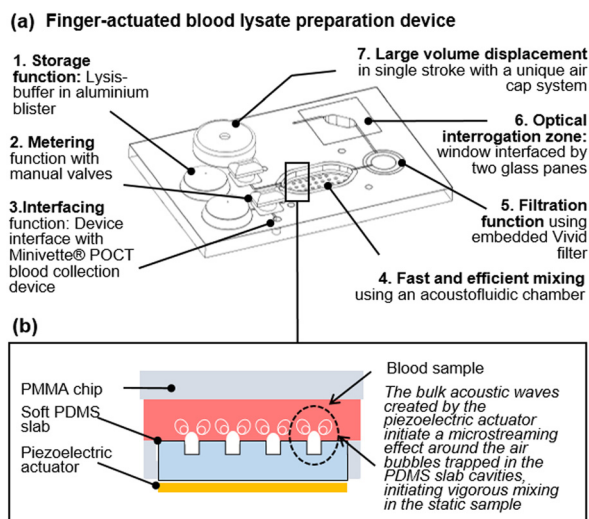 (a) Finger-actuated blood lysate preparation device
1. Storage
function: Lysis-
buffer in aluminium
blister
2. Metering
function with
manual valves
3.Interfacing
function: Device
interface with
Minivette® POCT
blood collection
device
7. Large volume displacement
in single stroke with a unique air
cap system
6. Optical
interrogation zone:
window interfaced by
two glass panes
5. Filtration
function using
embedded Vivid
filter
4. Fast and efficient mixing
using an acoustofluidic chamber
(b)
PMMA chip
Soft PDMS
slab
Piezoelectric
actuator
Blood sample
The bulk acoustic waves
created by the
piezoelectric actuator
initiate a microstreaming
effect around the air
bubbles trapped in the
PDMS slab cavities,
initiating vigorous mixing
in the static sample